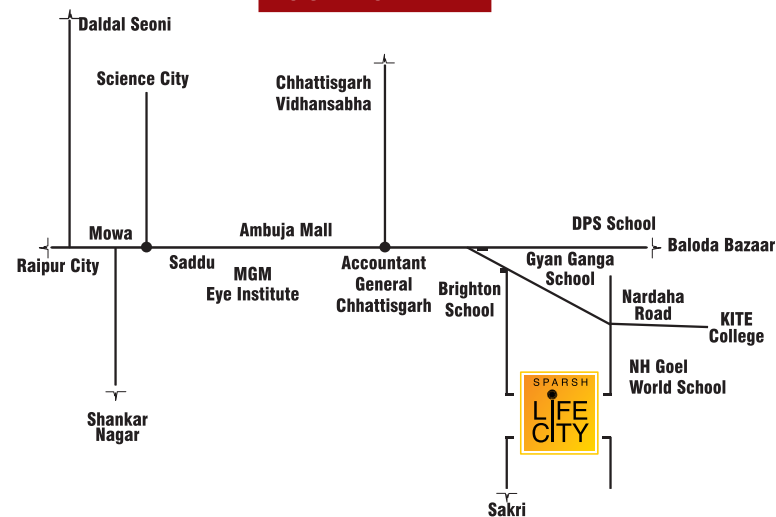 Daldal Seoni
Science City
Chhattisgarh
Vidhansabha
DPS School
Mowa
Ambuja Mall
Baloda Bazaar
Raipur City
Saddu
MGM
Eye Institute
Accountant
General
Chhattisgarh
Brighton
School
Gyan Ganga
School
Nardaha
Road
KITE
College
NH Goel
World School
SPARSH
LIFE
CITY
Shankar
Nagar
Sakri